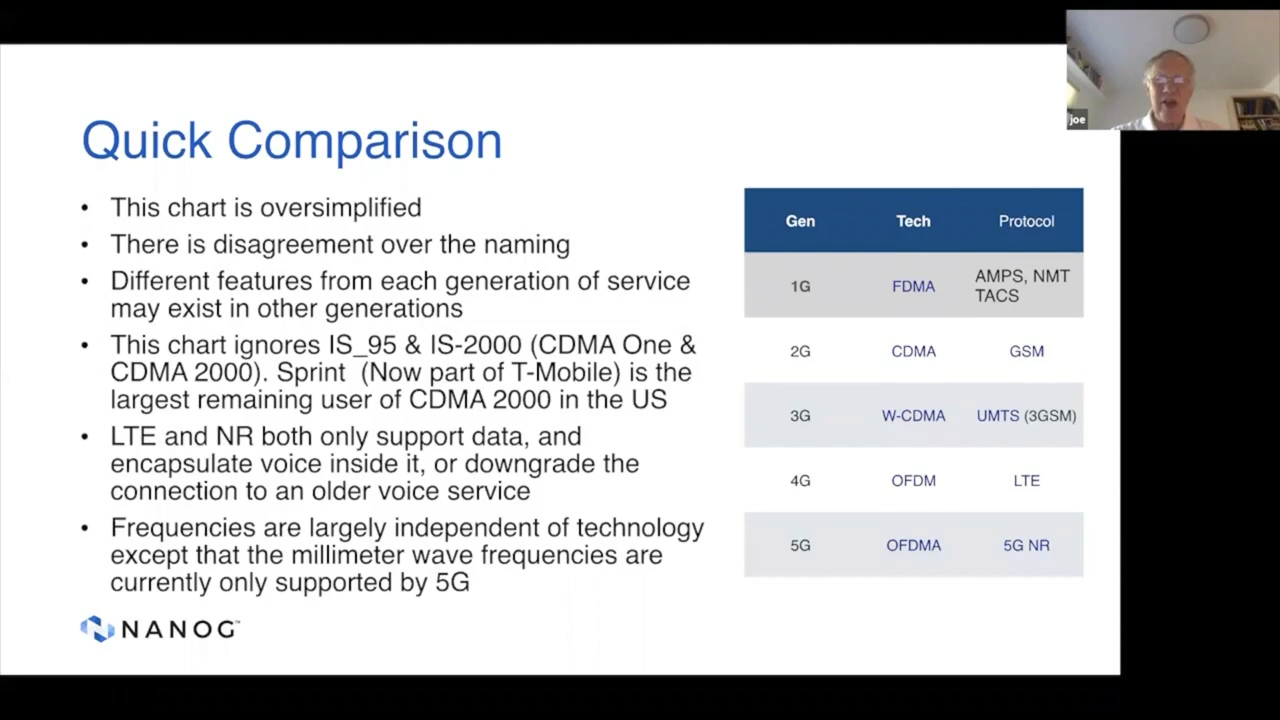 joe
Quick Comparison
• This chart is oversimplified
• There is disagreement over the naming
• Different features from each generation of service
may exist in other generations
• This chart ignores IS_95 & IS-2000 (CDMA One &
CDMA 2000). Sprint (Now part of T-Mobile) is the
largest remaining user of CDMA 2000 in the US
• LTE and NR both only support data, and
encapsulate voice inside it, or downgrade the
connection to an older voice service
• Frequencies are largely independent of technology
except that the millimeter wave frequencies are
currently only supported by 5G
Gen Tech Protocol
1G FDMA AMPS, NMT
TACS
2G CDMA GSM
3G W-CDMA UMTS (3GSM)
4G OFDM LTE
5G OFDMA 5G NR
NANOG™